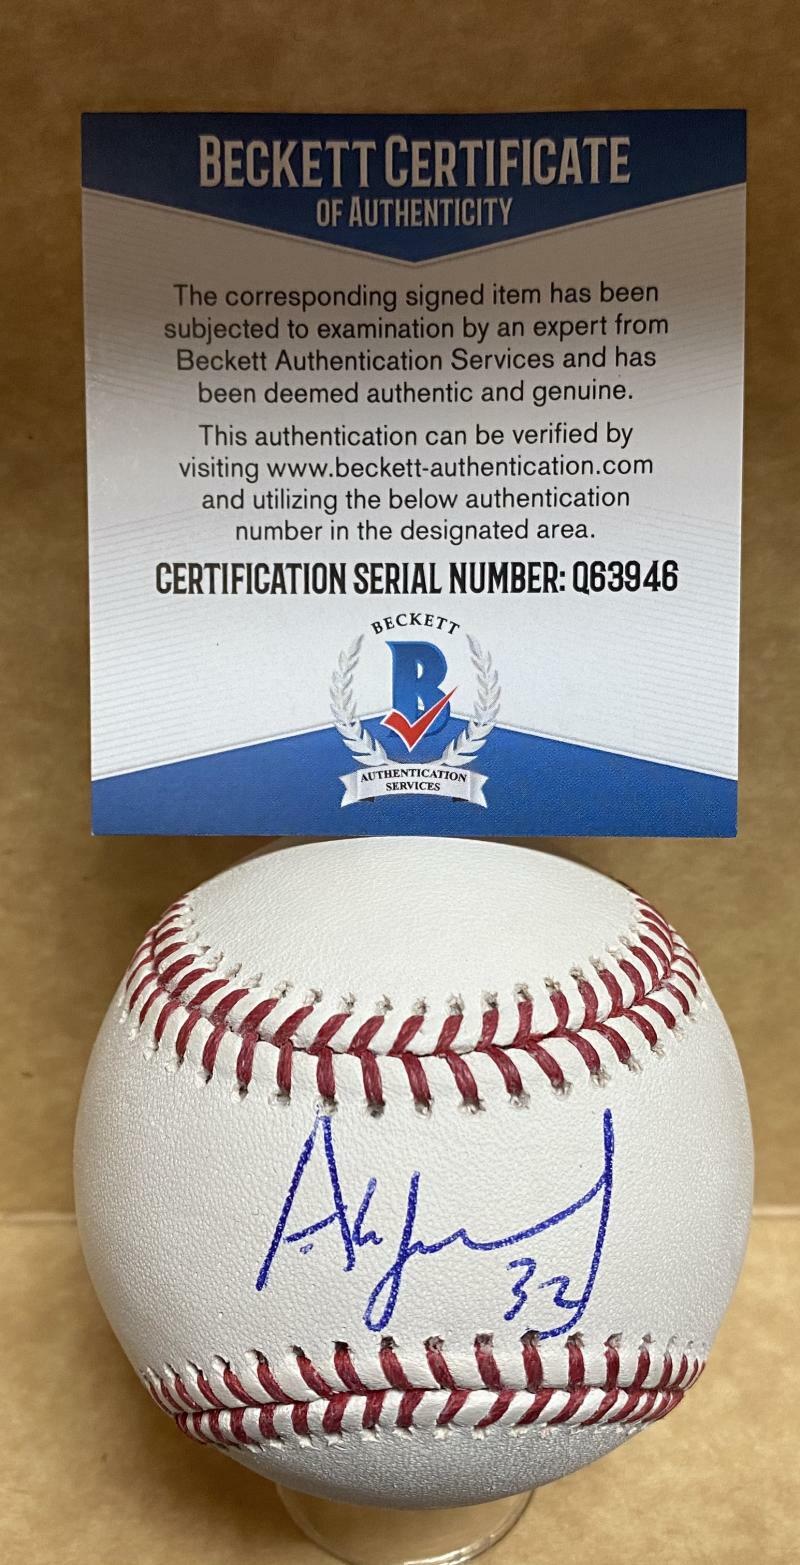 BECKETT CERTIFICATE
OF AUTHENTICITY
The corresponding signed item has been
subjected to examination by an expert from
Beckett Authentication Services and has
been deemed authentic and genuine.
This authentication can be verified by
visiting www.beckett-authentication.com
and utilizing the below authentication
number in the designated area.
CERTIFICATION SERIAL NUMBER: Q63946
BECKETT
B
AUTHENTICATION
SERVICES
32